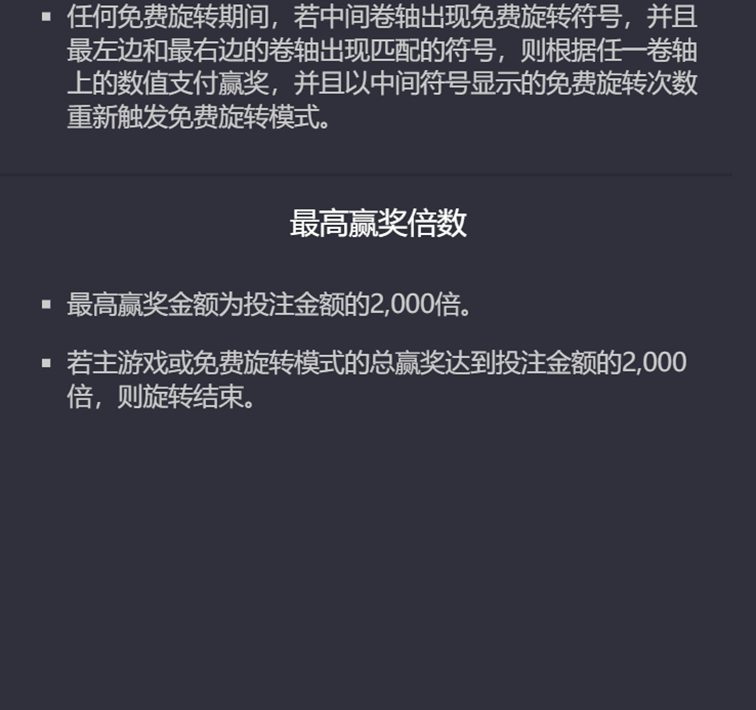 ▪ 任何免费旋转期间，若中间卷轴出现免费旋转符号，并且
最左边和最右边的卷轴出现匹配的符号，则根据任一卷轴
上的数值支付赢奖，并且以中间符号显示的免费旋转次数
重新触发免费旋转模式。
最高赢奖倍数
▪ 最高赢奖金额为投注金额的2,000倍。
▪ 若主游戏或免费旋转模式的总赢奖达到投注金额的2,000
倍，则旋转结束。